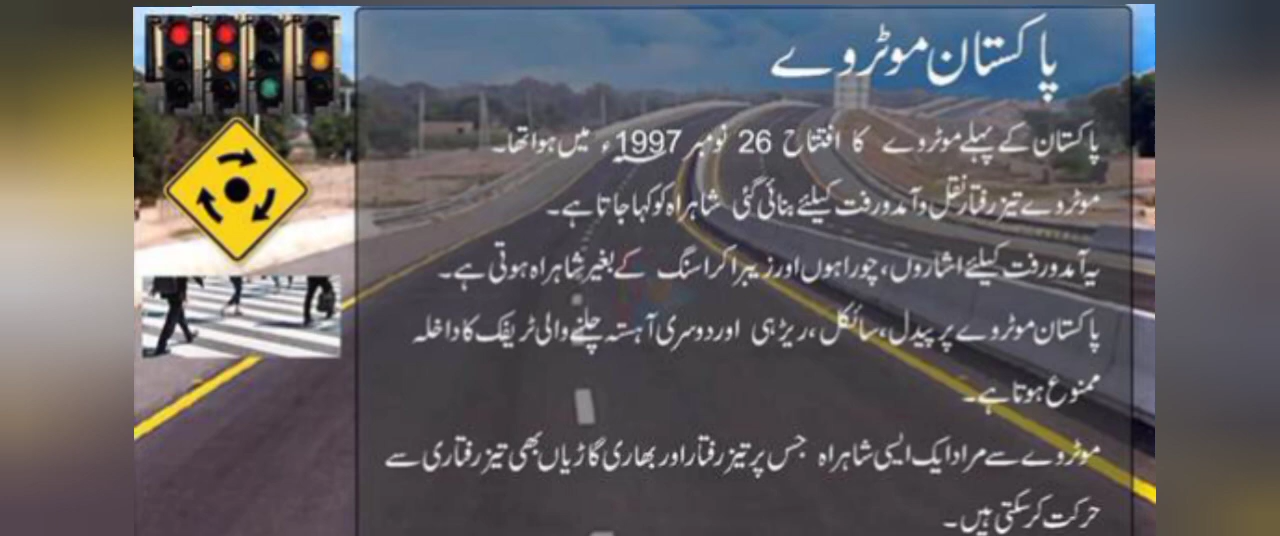 پاکستان موٹروے
پاکستان کے پہلے موٹروے کا افتتاح 26 نومبر 1997ء میں ہوا تھا۔
موٹروے تیز رفتار نقل و آمدورفت کیلئے بنائی گئی شاہراہ کو کہا جاتا ہے۔
یہ آمدورفت کیلئے اشاروں، چوراہوں اور زیبرا کراسنگ کے بغیر شاہراہ ہوتی ہے۔
پاکستان موٹروے پر پیدل، سائکل، ریڑہی اور دوسری آہستہ چلنے والی ٹریفک کا داخلہ
ممنوع ہوتا ہے۔
موٹروے سے مراد ایک ایسی شاہراہ جس پر تیز رفتار اور بھاری گاڑیاں بھی تیز رفتاری سے
حرکت کر سکتی ہیں۔